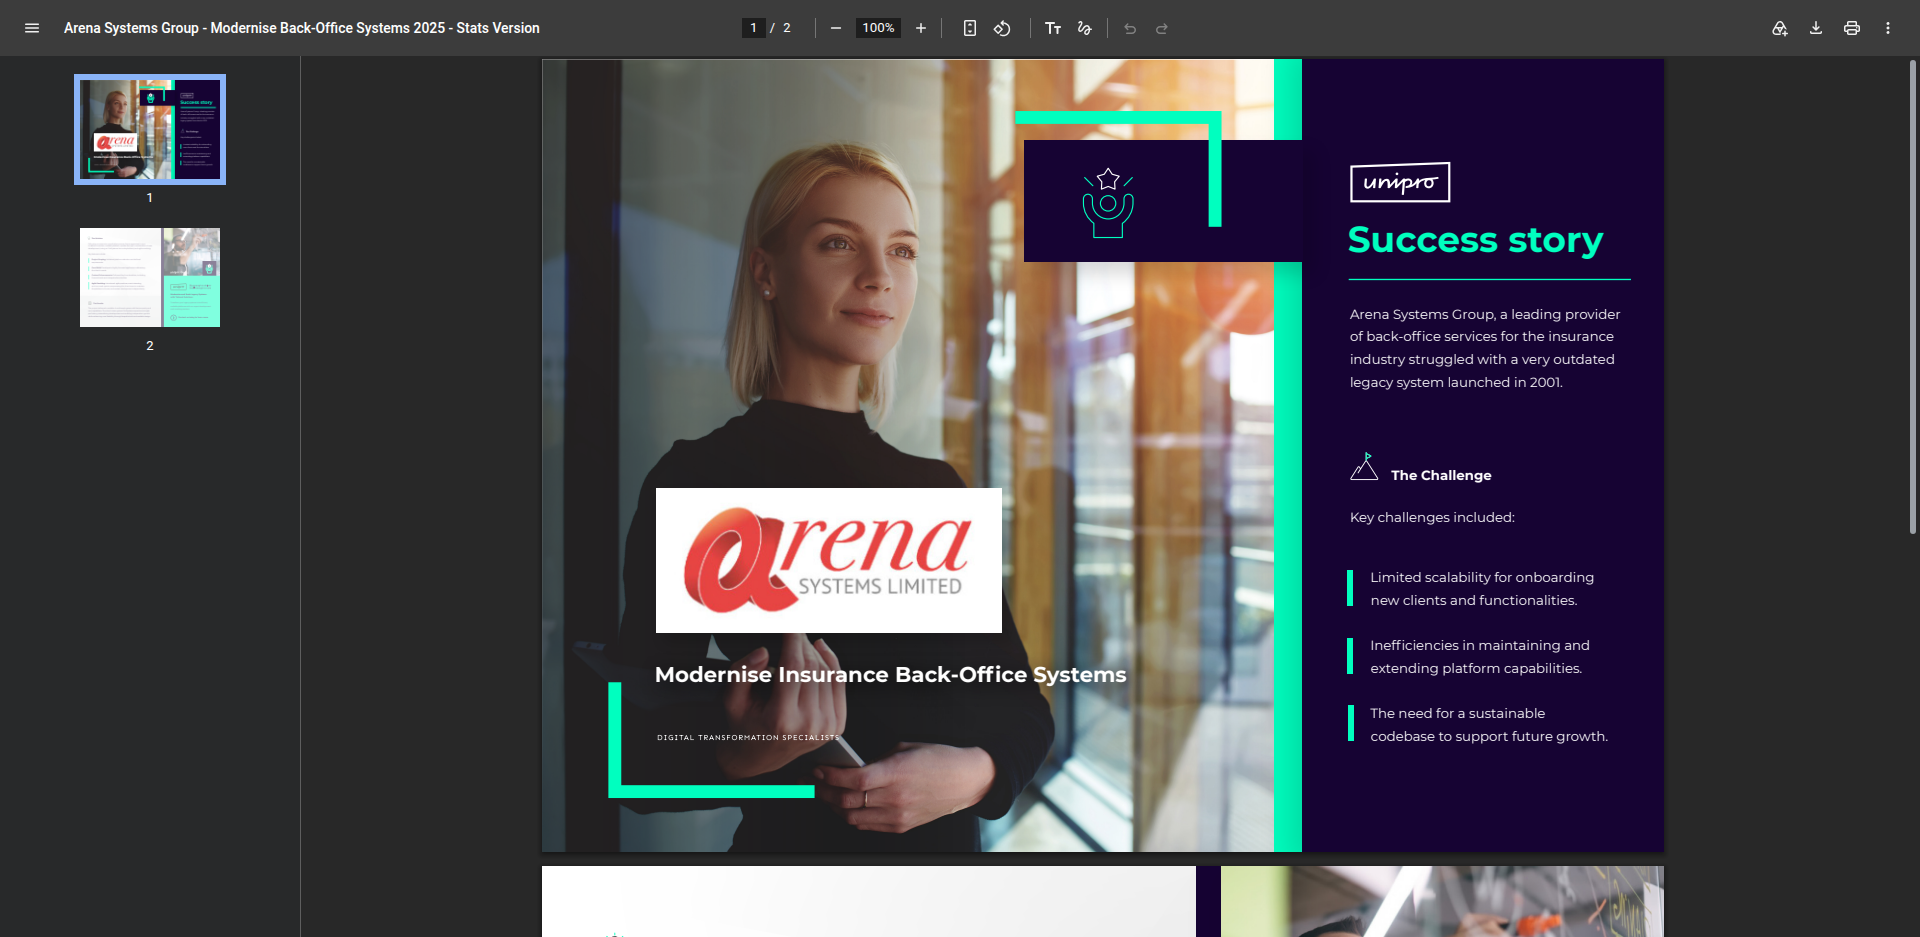 Arena Systems Group - Modernise Back-Office Systems 2025 - Stats Version
1 / 2
100%
1
2
unipro
Success story
Arena Systems Group, a leading provider
of back-office services for the insurance
industry struggled with a very outdated
legacy system launched in 2001.
The Challenge
Key challenges included:
Limited scalability for onboarding
new clients and functionalities.
Inefficiencies in maintaining and
extending platform capabilities.
The need for a sustainable
codebase to support future growth.
arena
SYSTEMS LIMITED
Modernise Insurance Back-Office Systems
DIGITAL TRANSFORMATION SPECIALISTS